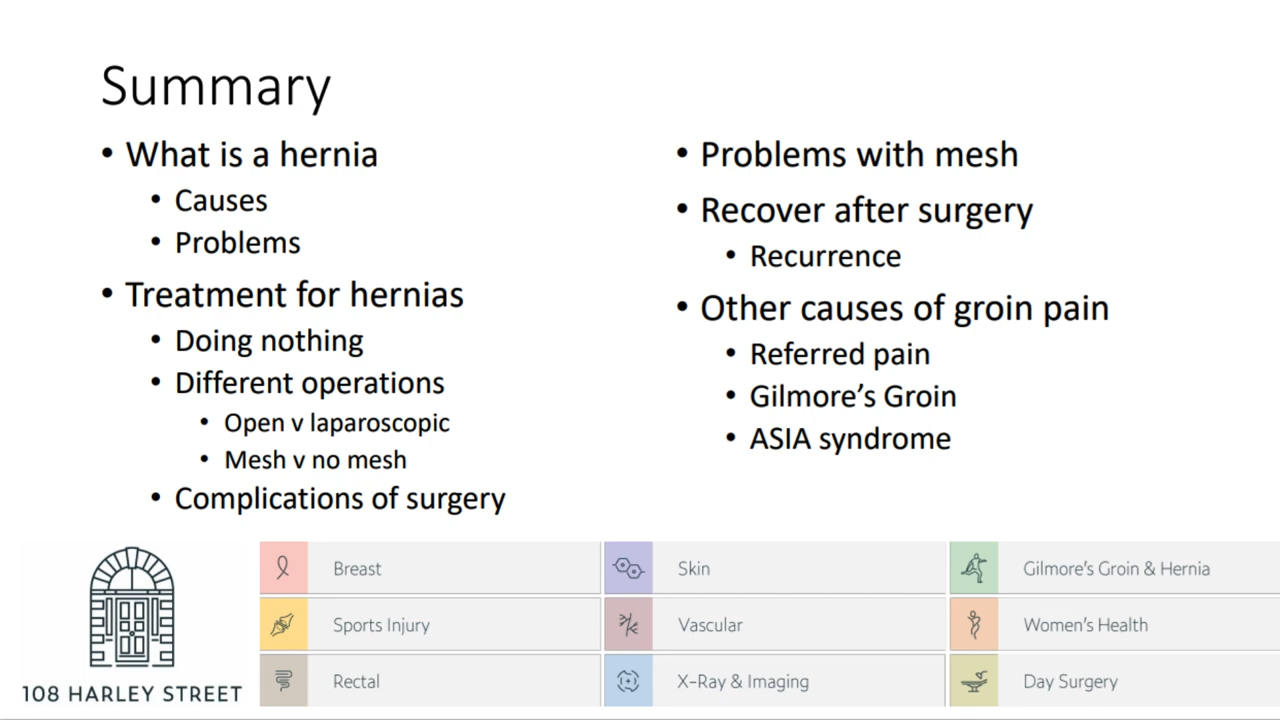 Summary
• What is a hernia
• Causes
• Problems
• Treatment for hernias
• Doing nothing
• Different operations
• Open v laparoscopic
• Mesh v no mesh
• Complications of surgery
• Problems with mesh
• Recover after surgery
• Recurrence
• Other causes of groin pain
• Referred pain
• Gilmore’s Groin
• ASIA syndrome
108 HARLEY STREET
Breast
Skin
Gilmore’s Groin & Hernia
Sports Injury
Vascular
Women’s Health
Rectal
X-Ray & Imaging
Day Surgery